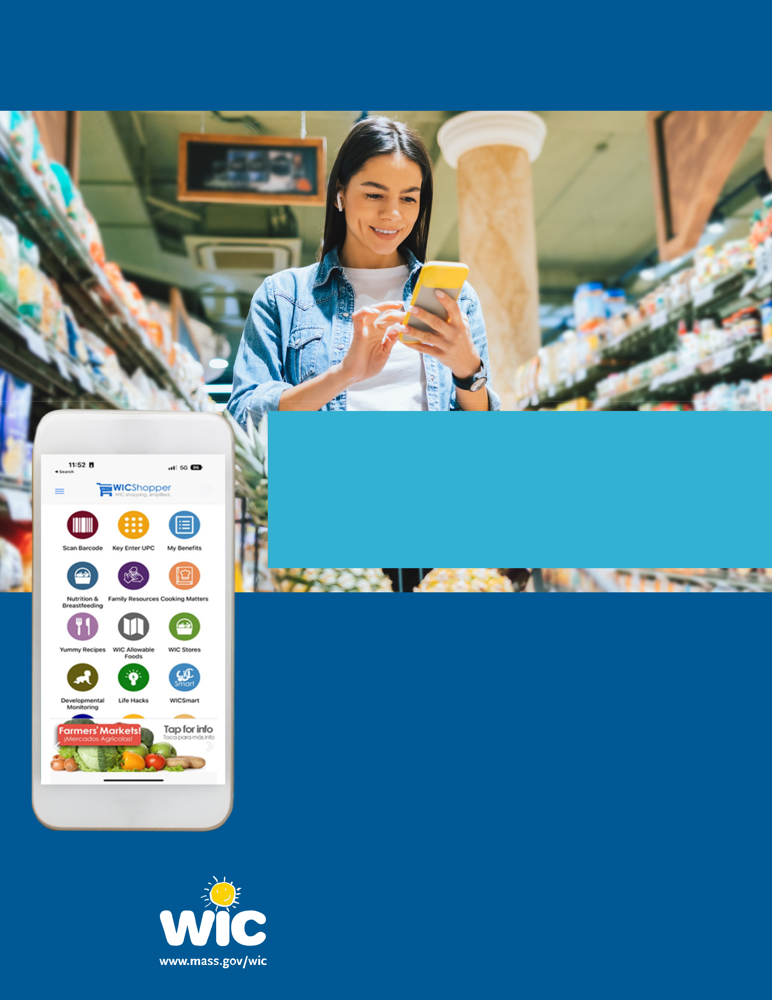 11:52
5G 96
◀ Search
WIC WICShopper
WIC shopping, simplified.
Scan Barcode
Key Enter UPC
My Benefits
Nutrition &
Breastfeeding
Family Resources
Cooking Matters
Yummy Recipes
WIC Allowable
Foods
WIC Stores
WIC
Smart
Developmental
Monitoring
Life Hacks
WICSmart
Farmers' Markets!
¡Mercados Agrícolas!
Tap for info
Toca para más info
WIC
www.mass.gov/wic